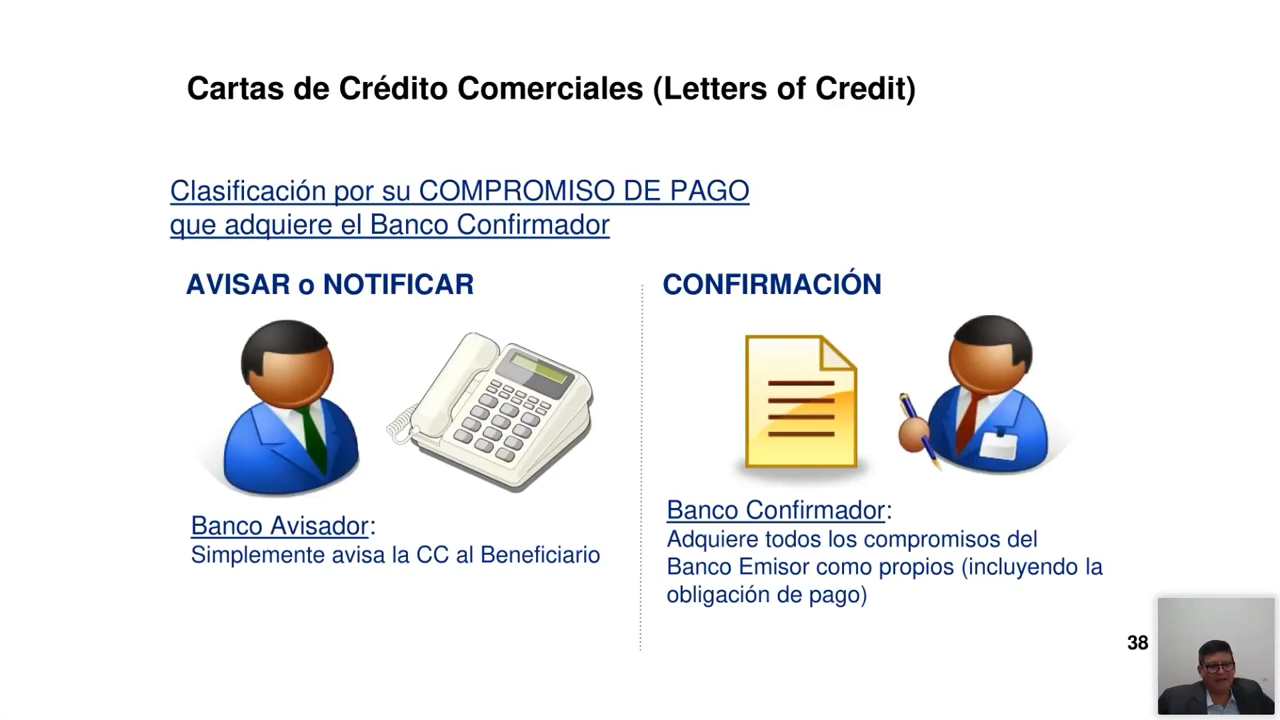 Cartas de Crédito Comerciales (Letters of Credit)
Clasificación por su COMPROMISO DE PAGO
que adquiere el Banco Confirmador
AVISAR o NOTIFICAR
Banco Avisador:
Simplemente avisa la CC al Beneficiario
CONFIRMACIÓN
Banco Confirmador:
Adquiere todos los compromisos del
Banco Emisor como propios (incluyendo la
obligación de pago)
38